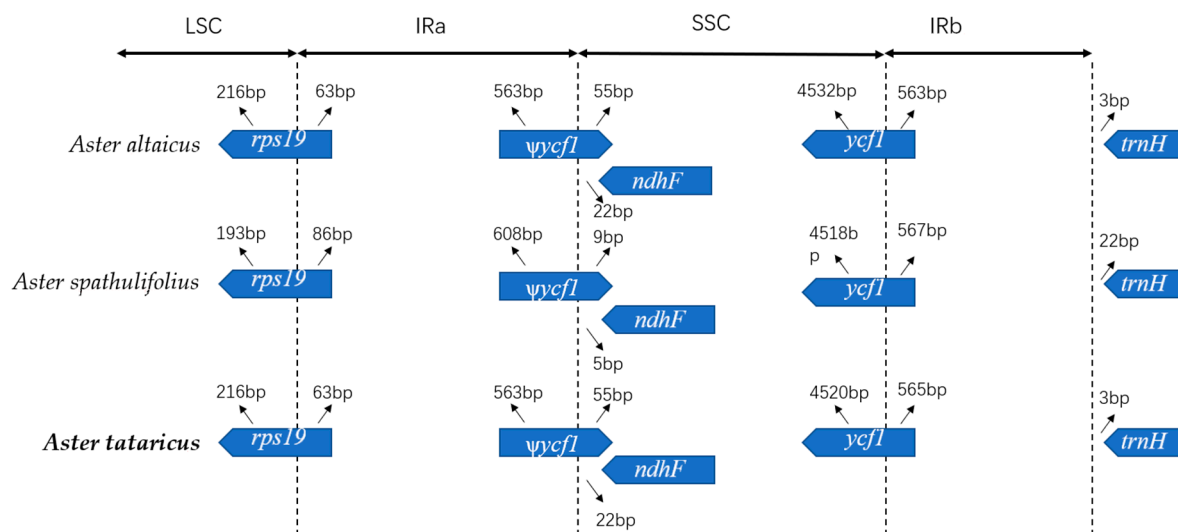 LSC IRa SSC IRb
216bp 63bp 563bp 55bp 4532bp 563bp 3bp
Aster altaicus rps19 ψycf1 ycf1 trnH
ndhF
22bp
193bp 86bp 608bp 9bp 4518b
p 567bp 22bp
Aster spathulifolius rps19 ψycf1 ycf1 trnH
ndhF
5bp
216bp 63bp 563bp 55bp 4520bp 565bp 3bp
Aster tataricus rps19 ψycf1 ycf1 trnH
ndhF
22bp